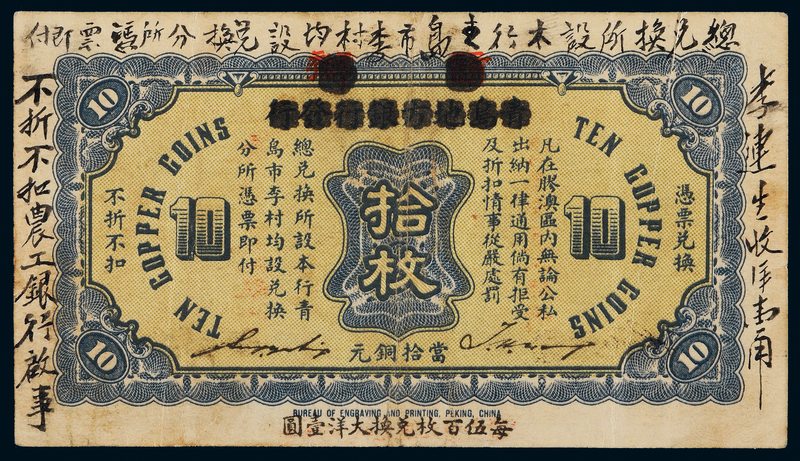 總兌換所設本行青島市李村均設兌換分所憑票即付
李連生收洋壹角
不折不扣農工銀行啟事
青島地方銀行發行
10
10
TEN COPPER COINS
TEN COPPER COINS
憑票兌換
10
凡在膠澳區内無論公私
出納一律通用倘有拒受
及折扣情事從嚴處罰
拾枚
總兌換所設本行青
島市李村均設兌換
分所憑票即付
10
不折不扣
當拾銅元
10
10
BUREAU OF ENGRAVING AND PRINTING, PEKING, CHINA
每伍百枚兌換大洋壹圓